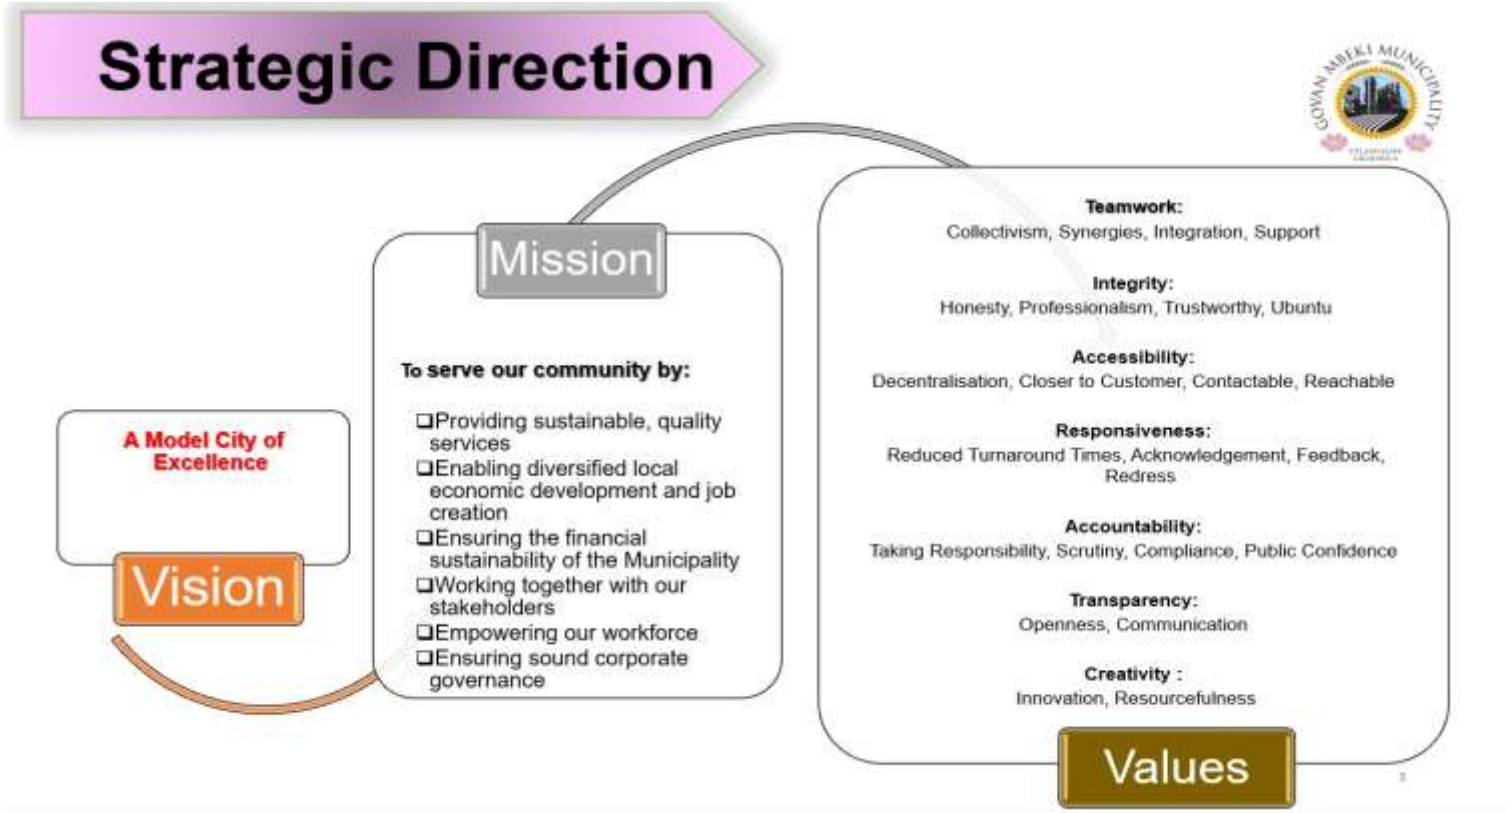 Strategic Direction
GOVAN MBEKI MUNICIPALITY
A Model City of
Excellence
Vision
Mission
To serve our community by:
❑Providing sustainable, quality
services
❑Enabling diversified local
economic development and job
creation
❑Ensuring the financial
sustainability of the Municipality
❑Working together with our
stakeholders
❑Empowering our workforce
❑Ensuring sound corporate
governance
Teamwork:
Collectivism, Synergies, Integration, Support
Integrity:
Honesty, Professionalism, Trustworthy, Ubuntu
Accessibility:
Decentralisation, Closer to Customer, Contactable, Reachable
Responsiveness:
Reduced Turnaround Times, Acknowledgement, Feedback,
Redress
Accountability:
Taking Responsibility, Scrutiny, Compliance, Public Confidence
Transparency:
Openness, Communication
Creativity :
Innovation, Resourcefulness
Values